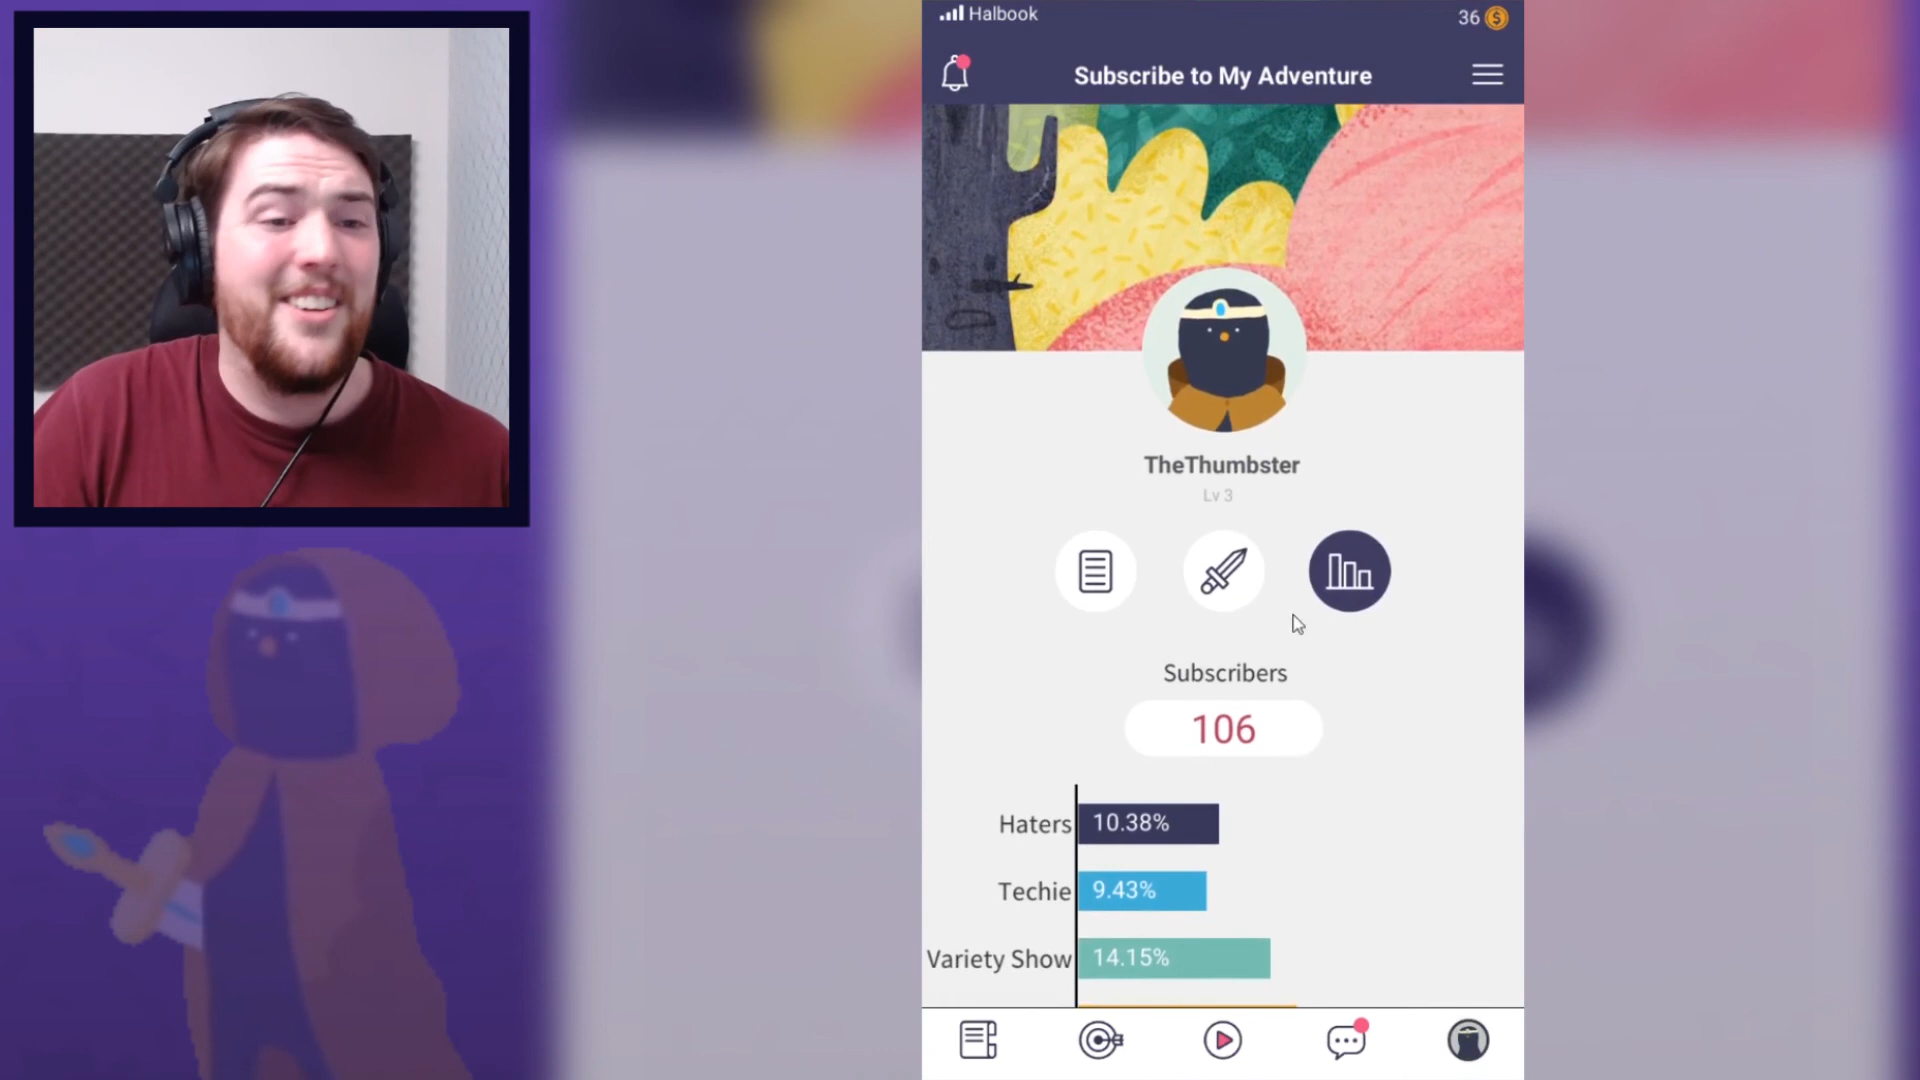 Halbook
36
Subscribe to My Adventure
TheThumbster
Lv 3
Subscribers
106
Haters 10.38%
Techie 9.43%
Variety Show 14.15%